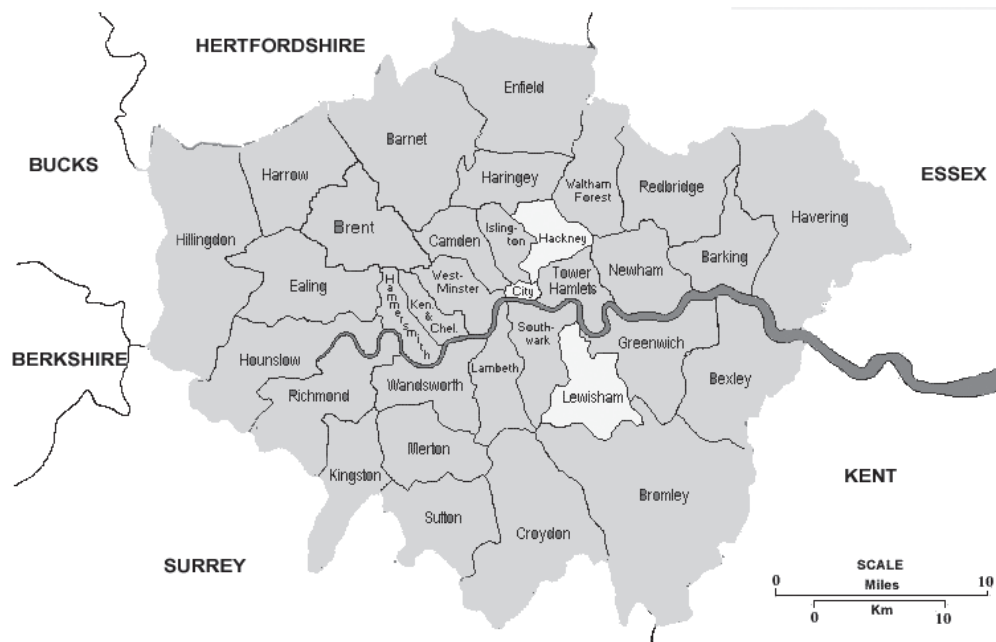 HERTFORDSHIRE
Enfield
Barnet
BUCKS
Harrow
Haringey
Waltham
Forest
Redbridge
ESSEX
Havering
Hillingdon
Brent
Camden
Isling-
ton
Hackney
Barking
Newham
Ealing
Hammersmith
Ken.
&
Chel.
West-
Minster
City
Tower
Hamlets
BERKSHIRE
Hounslow
South-
wark
Greenwich
Bexley
Richmond
Wandsworth
Lambeth
Lewisham
Merton
Kingston
KENT
Bromley
Sutton
Croydon
SURREY
SCALE
0 Miles 10
0 Km 10